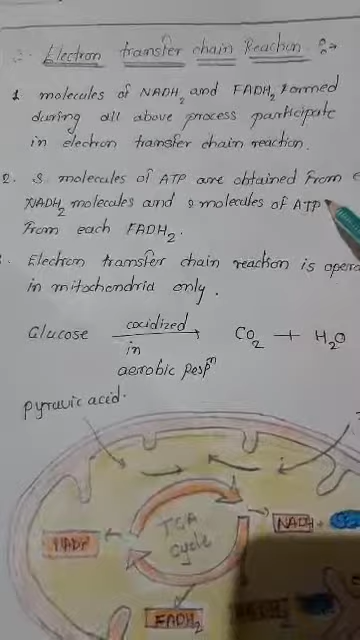 Electron transfer chain Reaction :→
1 molecules of NADH2 and FADH2 formed
during all above process participate
in electron transfer chain reaction.
2. 3 molecules of ATP are obtained from
NADH2 molecules and 2 molecules of ATP
from each FADH2.
Electron transfer chain reaction is opera
in mitochondria only.
Glucose cocidized → CO2 + H2O
in
aerobic Respn
pyruvic acid.
TCA
cycle
NADH +
FADH2